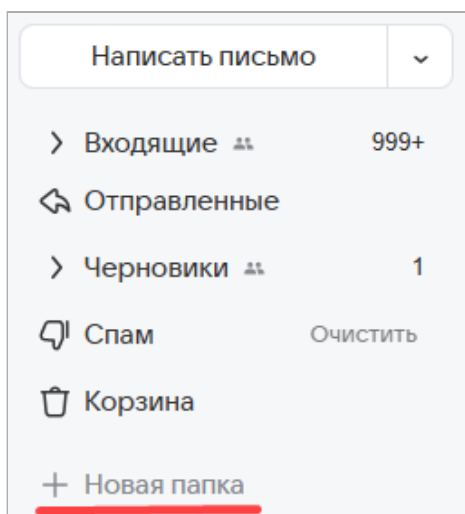 Написать письмо
Входящие 999+
Отправленные
Черновики 1
Спам Очистить
Корзина
Новая папка